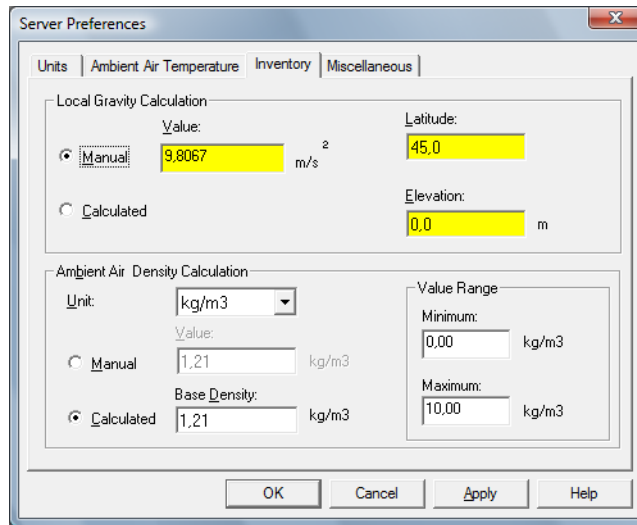 Server Preferences
Units Ambient Air Temperature Inventory Miscellaneous
Local Gravity Calculation
Value: Latitude:
Manual 9,8067 m/s 2 45,0
Calculated Elevation:
0,0 m
Ambient Air Density Calculation
Unit: kg/m3 Value Range
Value: Minimum:
Manual 1,21 kg/m3 0,00 kg/m3
Base Density: Maximum:
Calculated 1,21 kg/m3 10,00 kg/m3
OK Cancel Apply Help